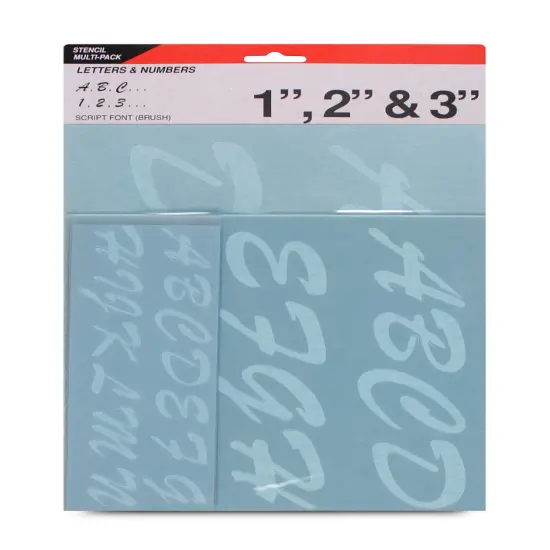 STENCIL
MULTI-PACK
LETTERS & NUMBERS
A, B, C...
1, 2, 3...
SCRIPT FONT (BRUSH)
1”, 2” & 3”
A
A B C D
E F G H
A B C D E F G